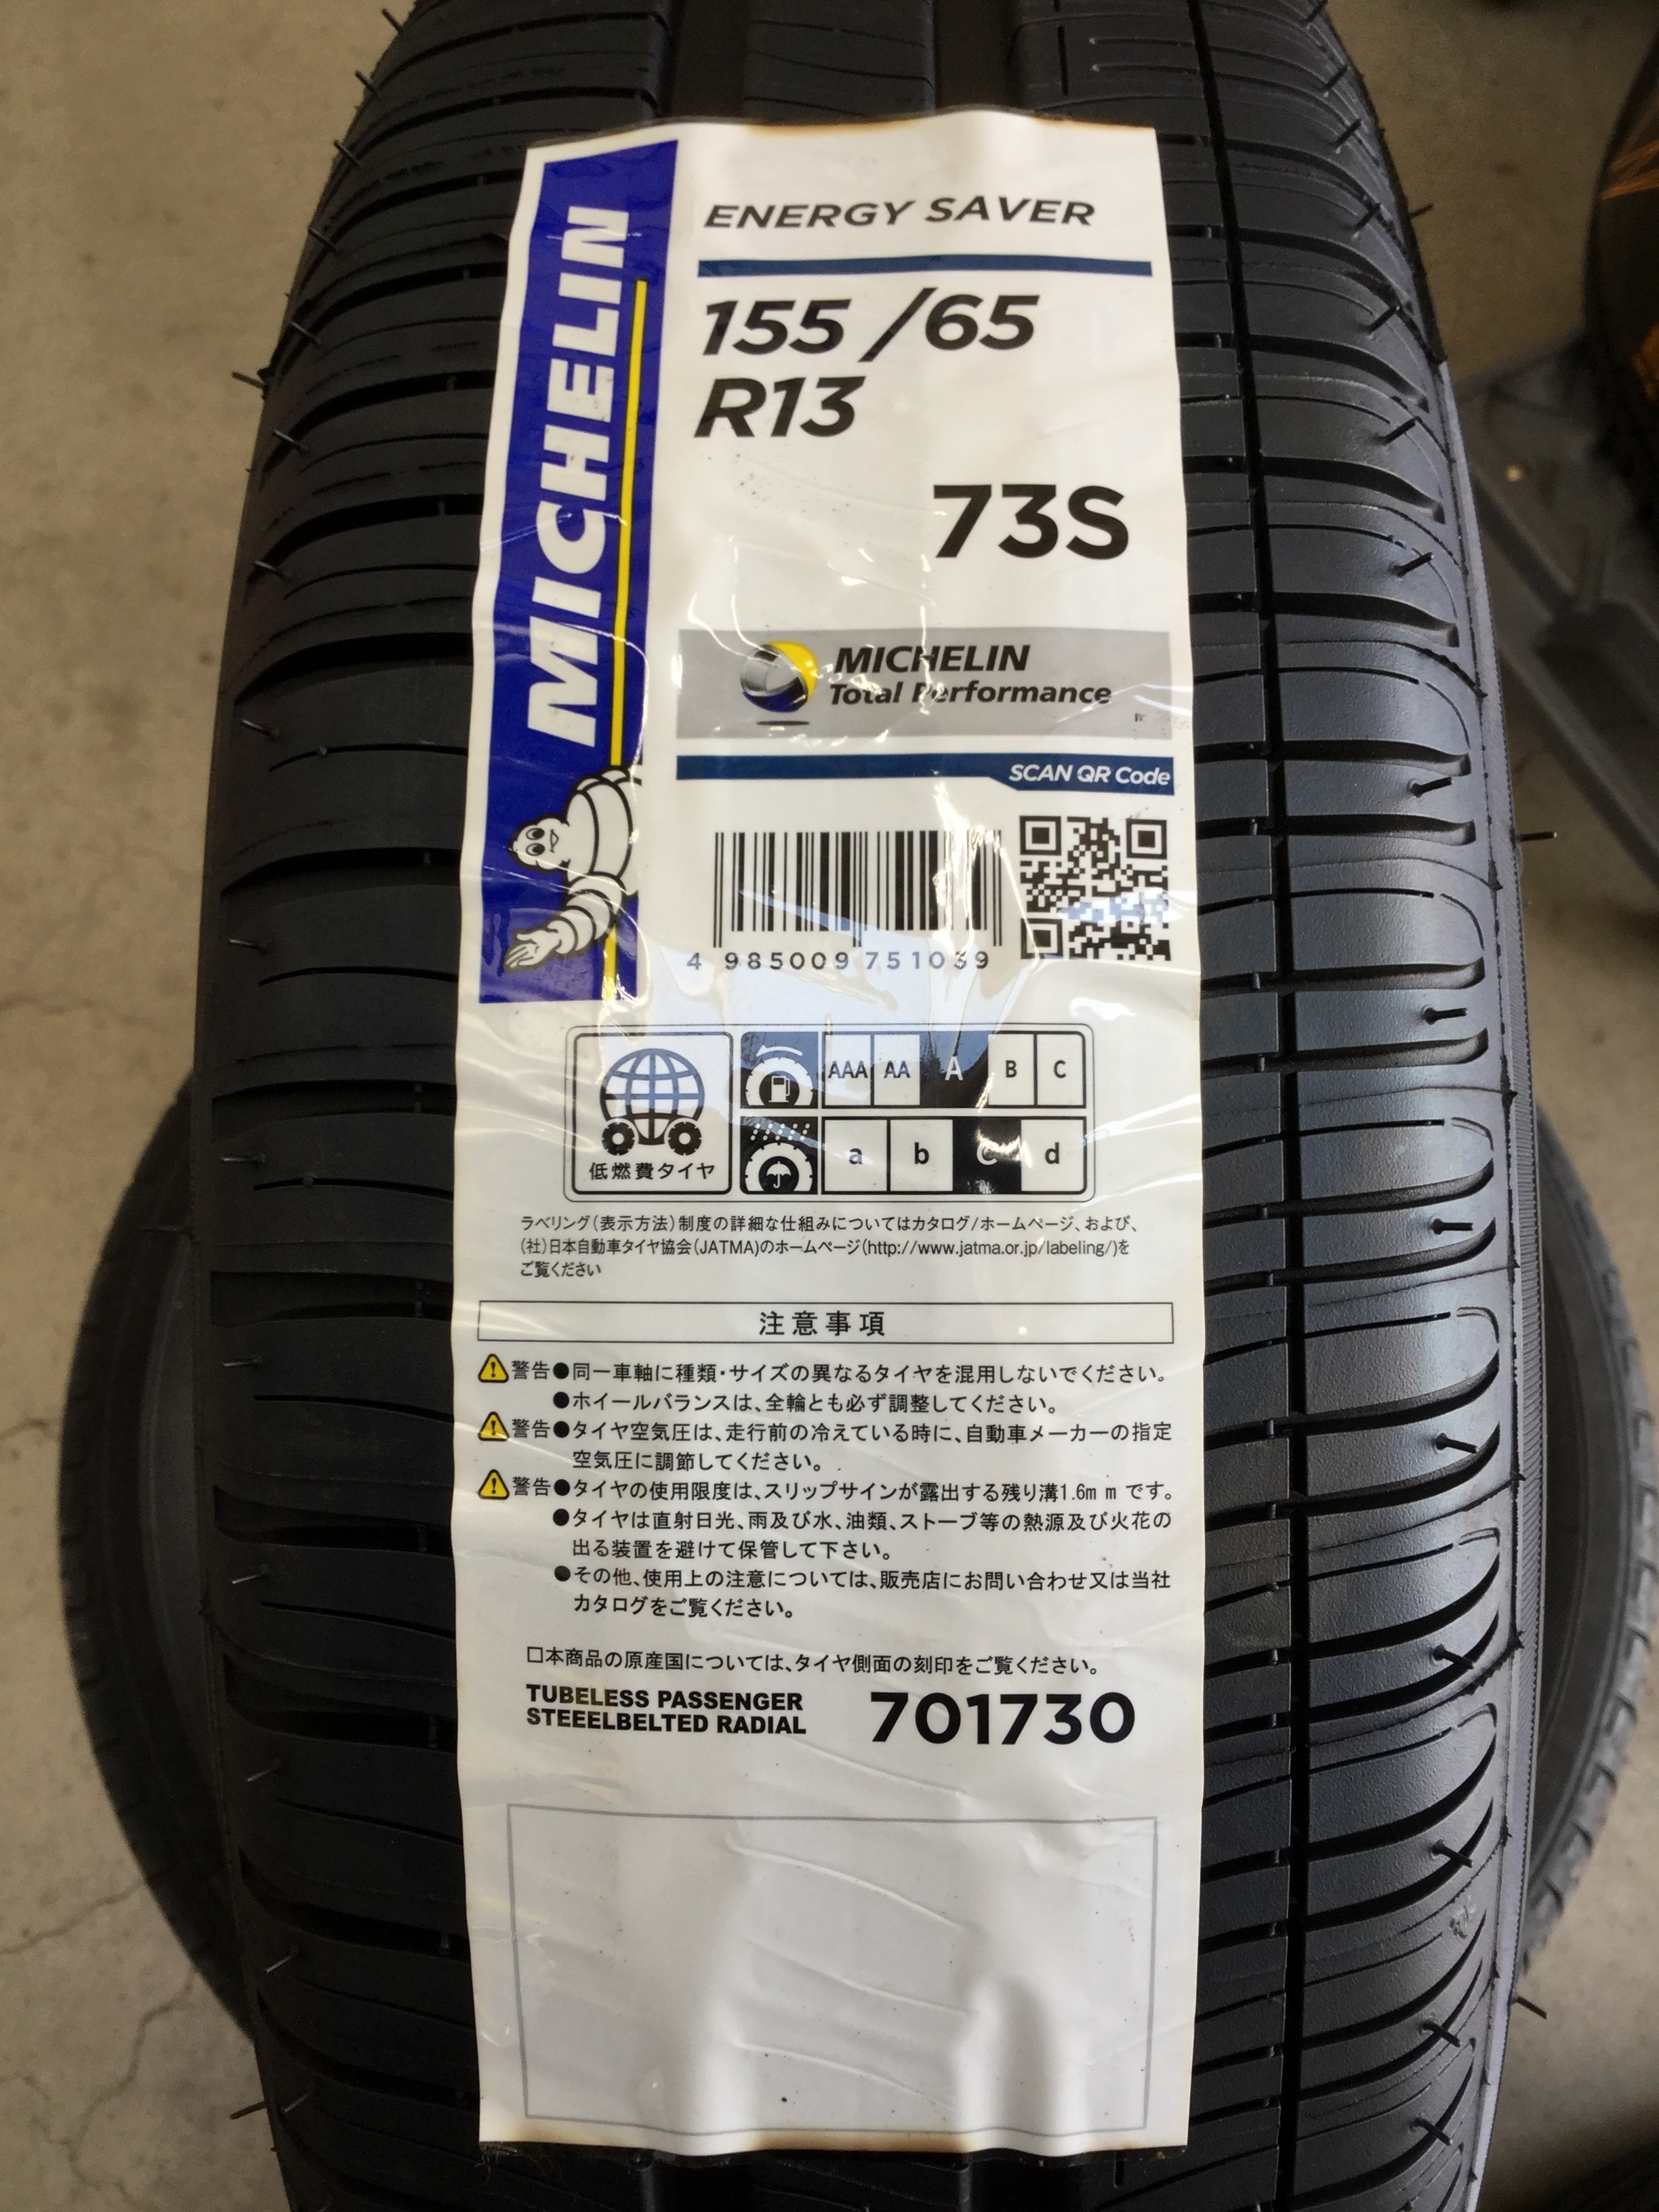 MICHELIN
ENERGY SAVER
155 /65
R13
73S
MICHELIN
Total Performance
SCAN QR Code
4 985009 751039
AAA AA A B C
a b c d
低燃費タイヤ
ラベリング(表示方法)制度の詳細な仕組みについてはカタログ/ホームページ、および、
(社)日本自動車タイヤ協会(JATMA)のホームページ(http://www.jatma.or.jp/labeling/)を
ご覧ください
注意事項
警告●同一車軸に種類・サイズの異なるタイヤを混用しないでください。
●ホイールバランスは、全輪とも必ず調整してください。
警告●タイヤ空気圧は、走行前の冷えている時に、自動車メーカーの指定
空気圧に調節してください。
警告●タイヤの使用限度は、スリップサインが露出する残り溝1.6mmです。
●タイヤは直射日光、雨及び水、油類、ストーブ等の熱源及び火花の
出る装置を避けて保管して下さい。
●その他、使用上の注意については、販売店にお問い合わせ又は当社
カタログをご覧ください。
□本商品の原産国については、タイヤ側面の刻印をご覧ください。
TUBELESS PASSENGER
STEEELBELTED RADIAL
701730